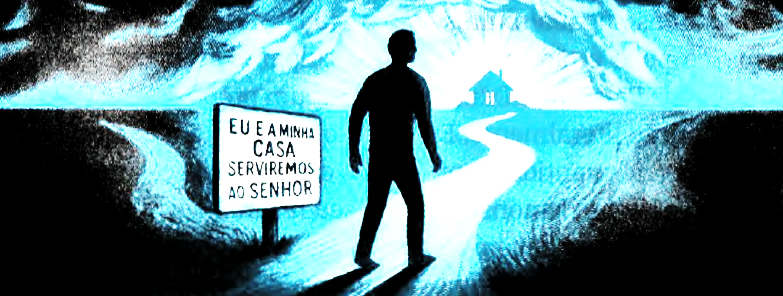 EU E A MINHA
CASA
SERVIREMOS
AO SENHOR